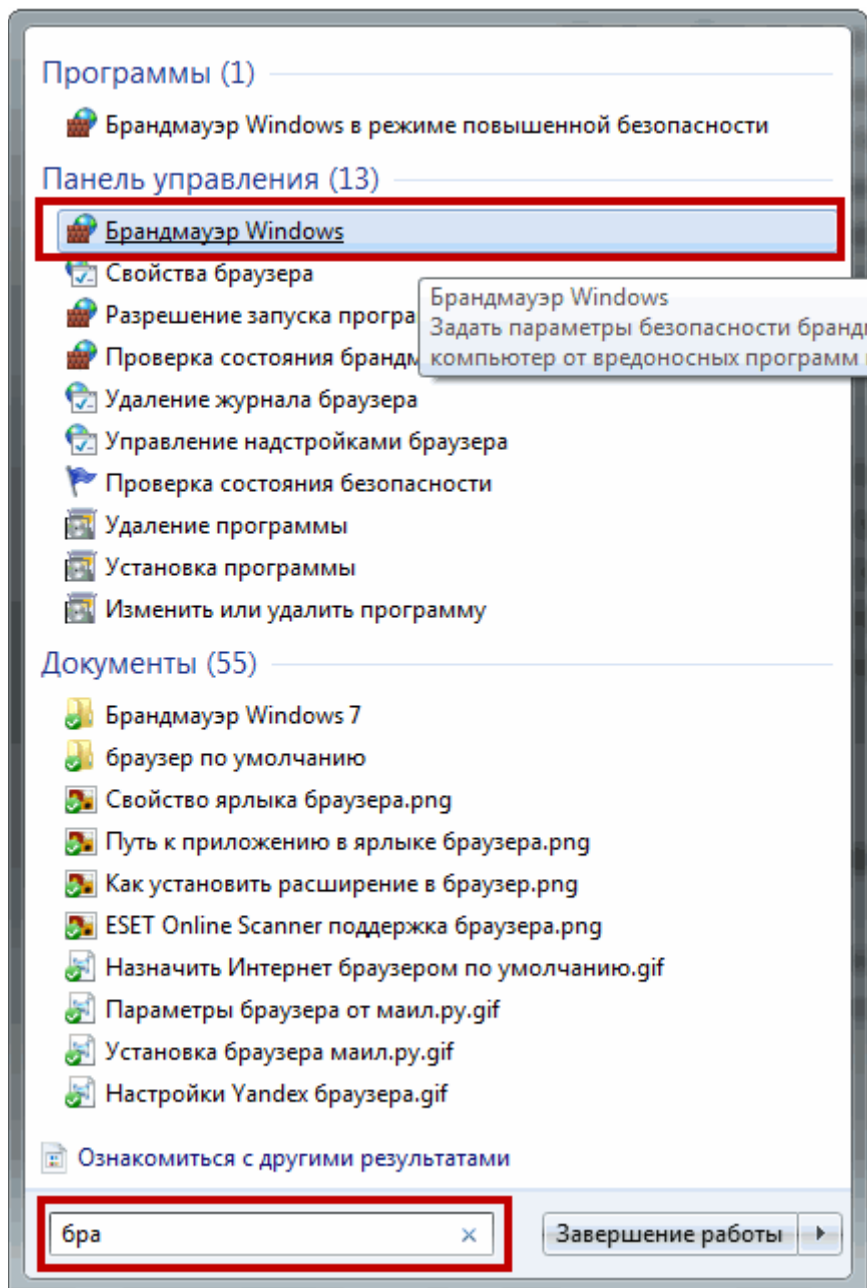 Программы (1)
Брандмауэр Windows в режиме повышенной безопасности
Панель управления (13)
Брандмауэр Windows
Свойства браузера
Разрешение запуска програ
Проверка состояния брандм
Брандмауэр Windows
Задать параметры безопасности бранд
компьютер от вредоносных программ
Удаление журнала браузера
Управление надстройками браузера
Проверка состояния безопасности
Удаление программы
Установка программы
Изменить или удалить программу
Документы (55)
Брандмауэр Windows 7
браузер по умолчанию
Свойство ярлыка браузера.png
Путь к приложению в ярлыке браузера.png
Как установить расширение в браузер.png
ESET Online Scanner поддержка браузера.png
Назначить Интернет браузером по умолчанию.gif
Параметры браузера от маил.ру.gif
Установка браузера маил.ру.gif
Настройки Yandex браузера.gif
Ознакомиться с другими результатами
бра
Завершение работы